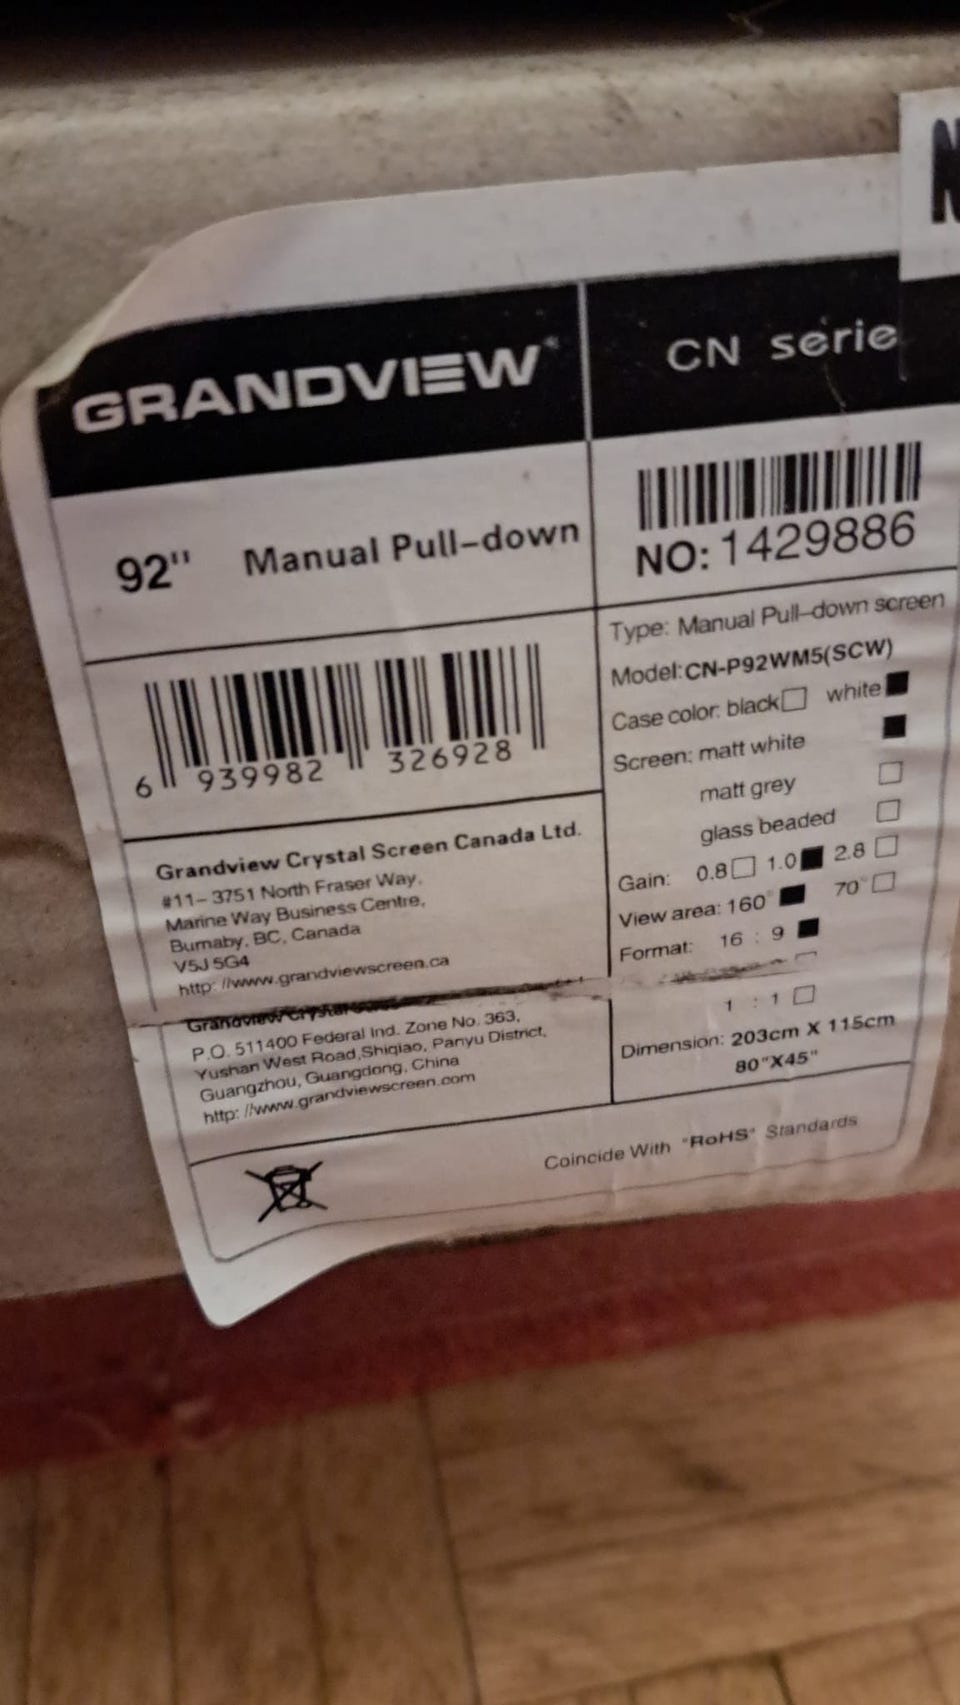 GRANDVIEW
CN serie
92" Manual Pull-down
NO: 1429886
6 939982 326928
Type: Manual Pull-down screen
Model:CN-P92WM5(SCW)
Case color: black white
Screen: matt white
matt grey
glass beaded
Gain: 0.8 1.0 2.8
View area: 160° 70°
Format: 16 : 9
1 : 1
Dimension: 203cm X 115cm
80"X45"
Grandview Crystal Screen Canada Ltd.
#11- 3751 North Fraser Way,
Marine Way Business Centre,
Burnaby, BC, Canada
V5J 5G4
http: //www.grandviewscreen.ca
Grandview Crystal
P.O. 511400 Federal Ind. Zone No. 363,
Yushan West Road,Shiqiao, Panyu District,
Guangzhou, Guangdong, China
http: //www.grandviewscreen.com
Coincide With "RoHS" Standards